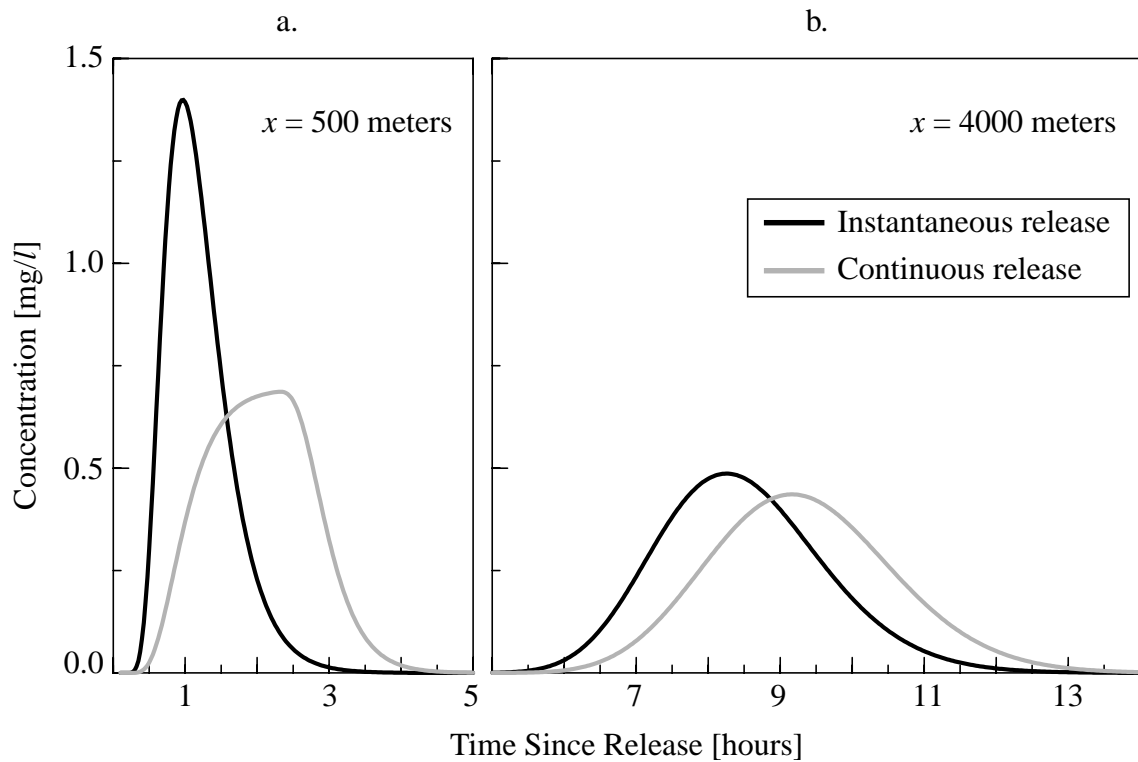 a.
b.
1.5
1.0
0.5
0.0
Concentration [mg/l]
x = 500 meters
x = 4000 meters
Instantaneous release
Continuous release
1 3 5
7 9 11 13
Time Since Release [hours]